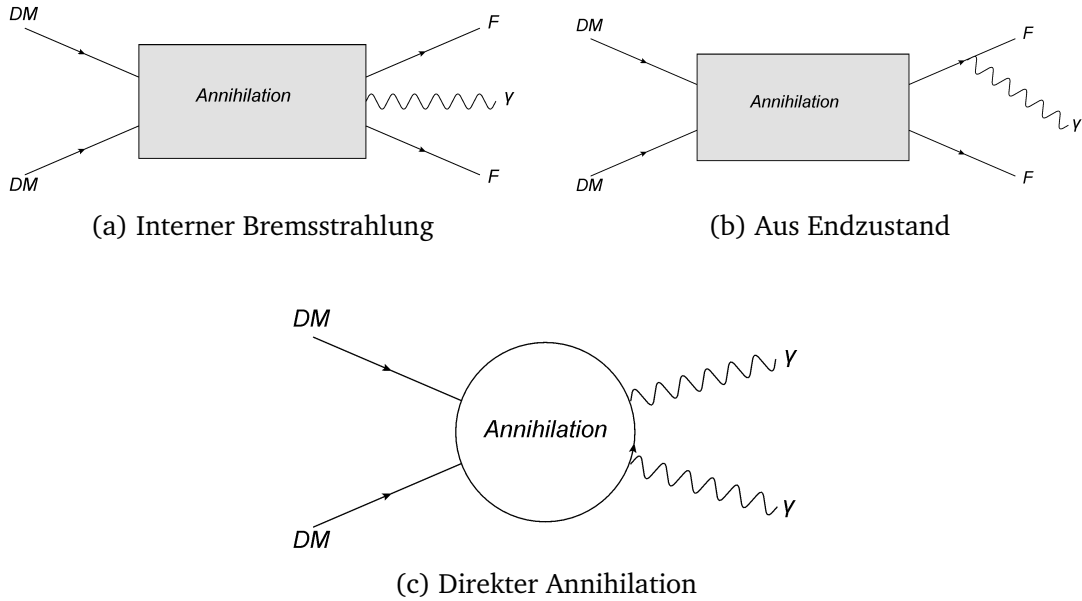 DM
F
Annihilation
γ
DM
F
(a) Interner Bremsstrahlung
DM
F
Annihilation
γ
DM
F
(b) Aus Endzustand
DM
γ
Annihilation
γ
DM
(c) Direkter Annihilation